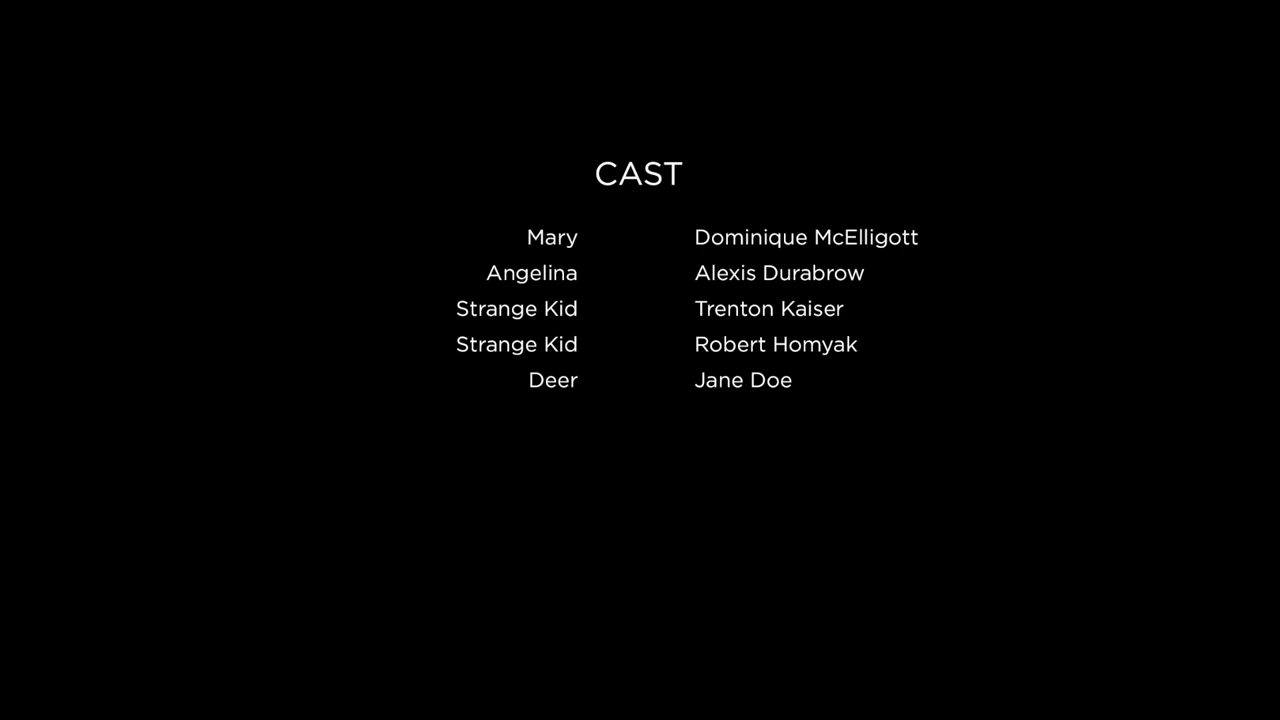 CAST
Mary Dominique McElligott
Angelina Alexis Durabrow
Strange Kid Trenton Kaiser
Strange Kid Robert Homyak
Deer Jane Doe